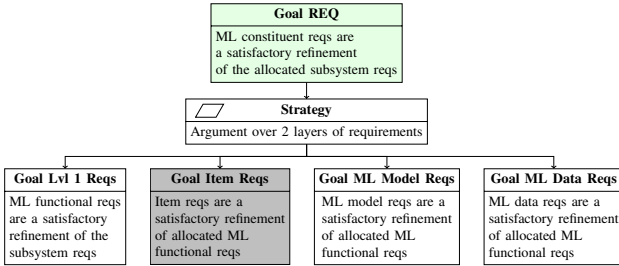 Goal REQ
ML constituent reqs are
a satisfactory refinement
of the allocated subsystem reqs
Strategy
Argument over 2 layers of requirements
Goal Lvl 1 Reqs
ML functional reqs
are a satisfactory
refinement of the
subsystem reqs
Goal Item Reqs
Item reqs are a
satisfactory refinement
of allocated ML
functional reqs
Goal ML Model Reqs
ML model reqs are a
satisfactory refinement
of allocated ML
functional reqs
Goal ML Data Reqs
ML data reqs are a
satisfactory refinement
of allocated ML
functional reqs